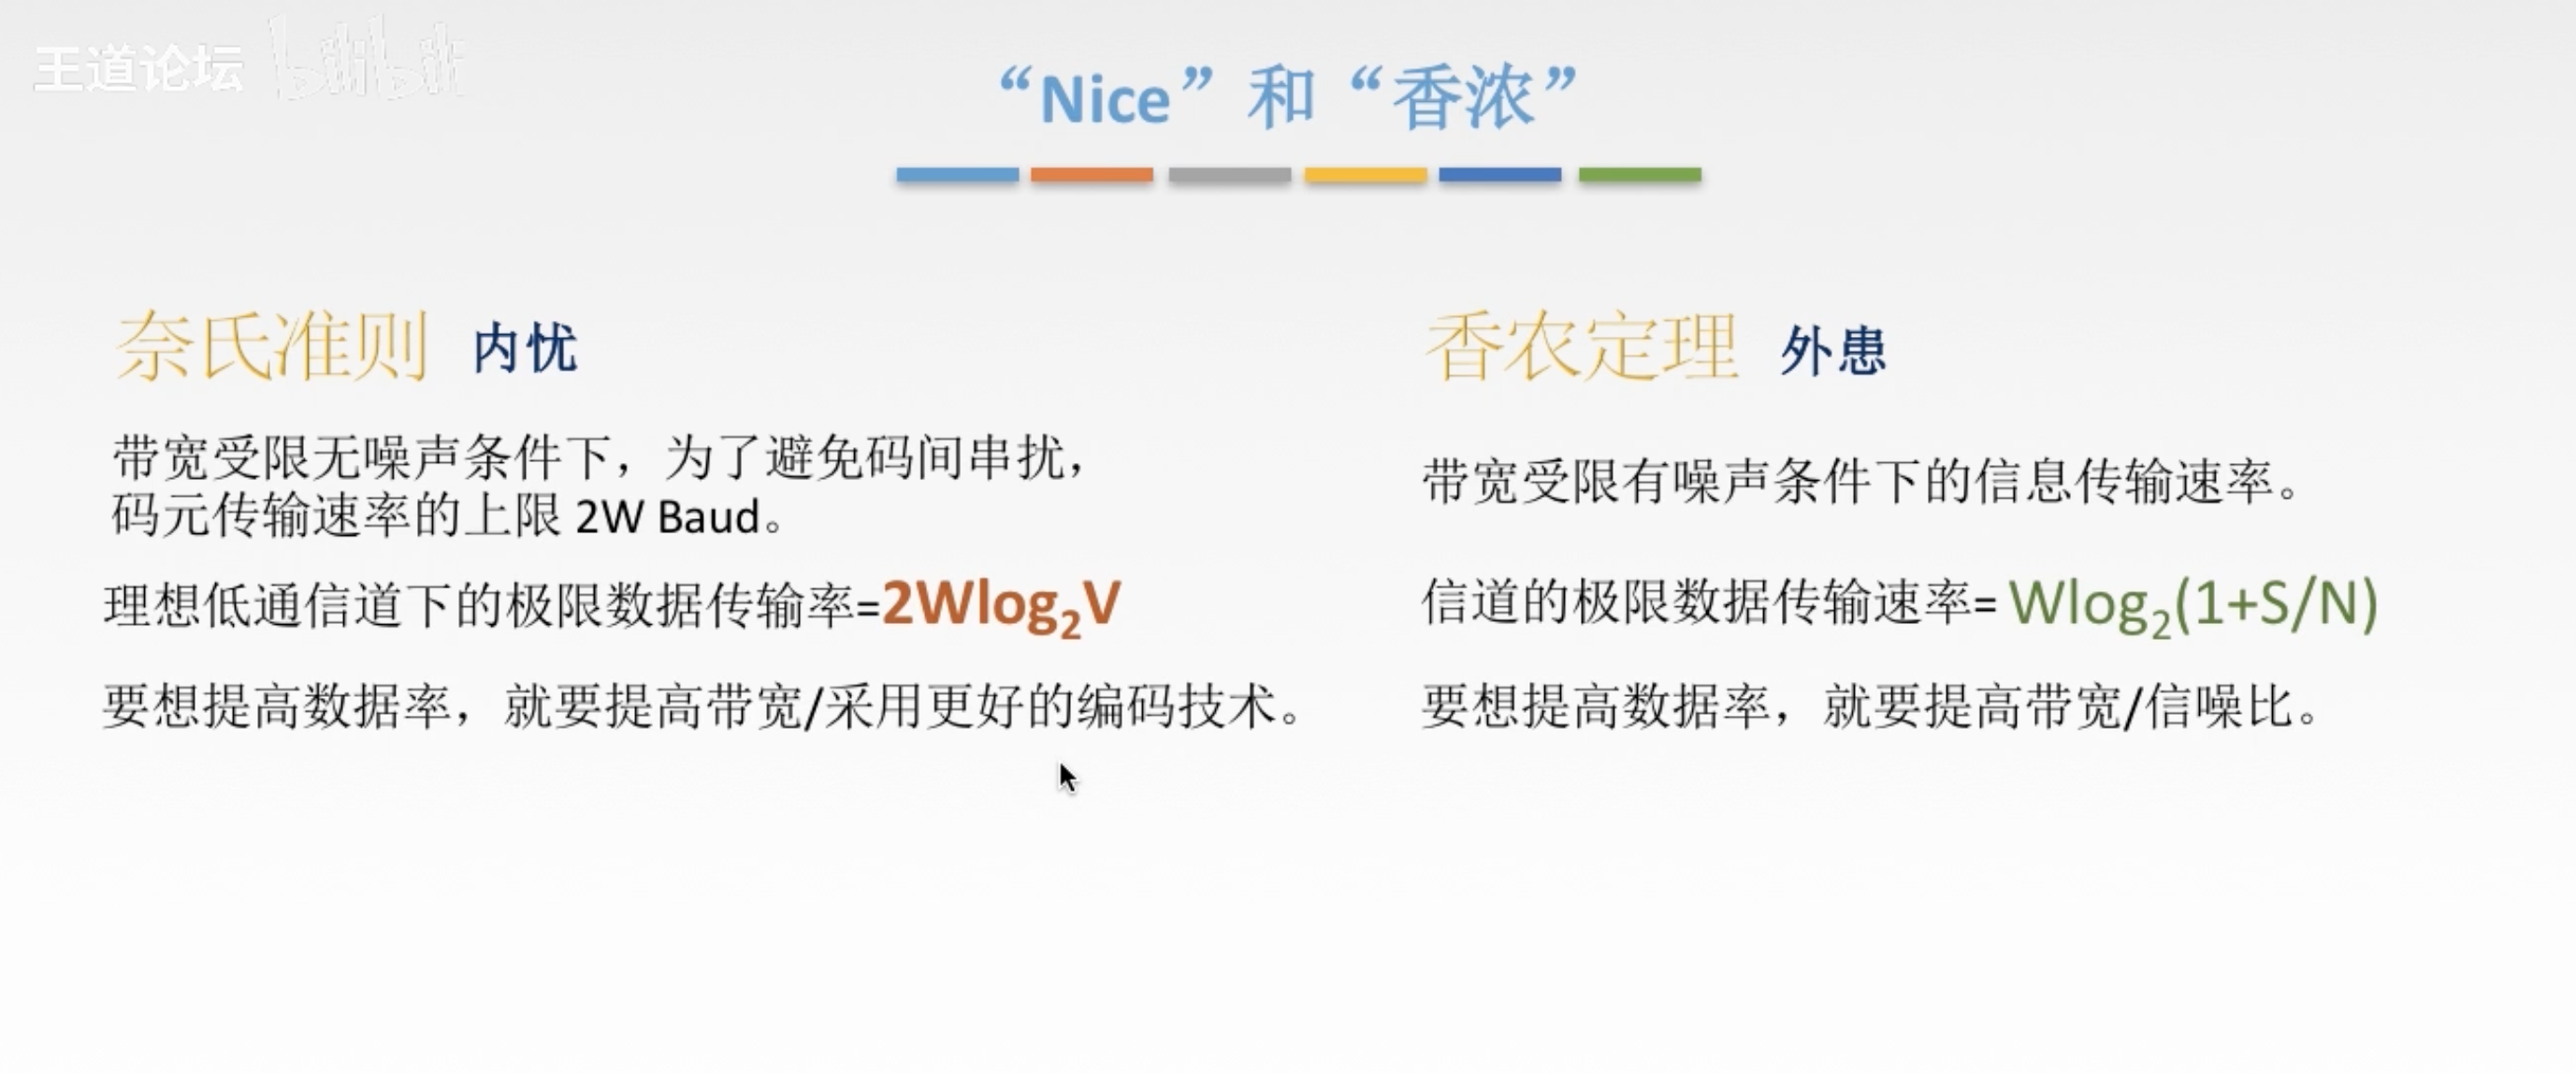 王道论坛 bilibili
“Nice”和“香浓”
奈氏准则 内忧
带宽受限无噪声条件下，为了避免码间串扰，
码元传输速率的上限 2W Baud。
理想低通信道下的极限数据传输率=2Wlog₂V
要想提高数据率，就要提高带宽/采用更好的编码技术。
香农定理 外患
带宽受限有噪声条件下的信息传输速率。
信道的极限数据传输速率= Wlog₂(1+S/N)
要想提高数据率，就要提高带宽/信噪比。